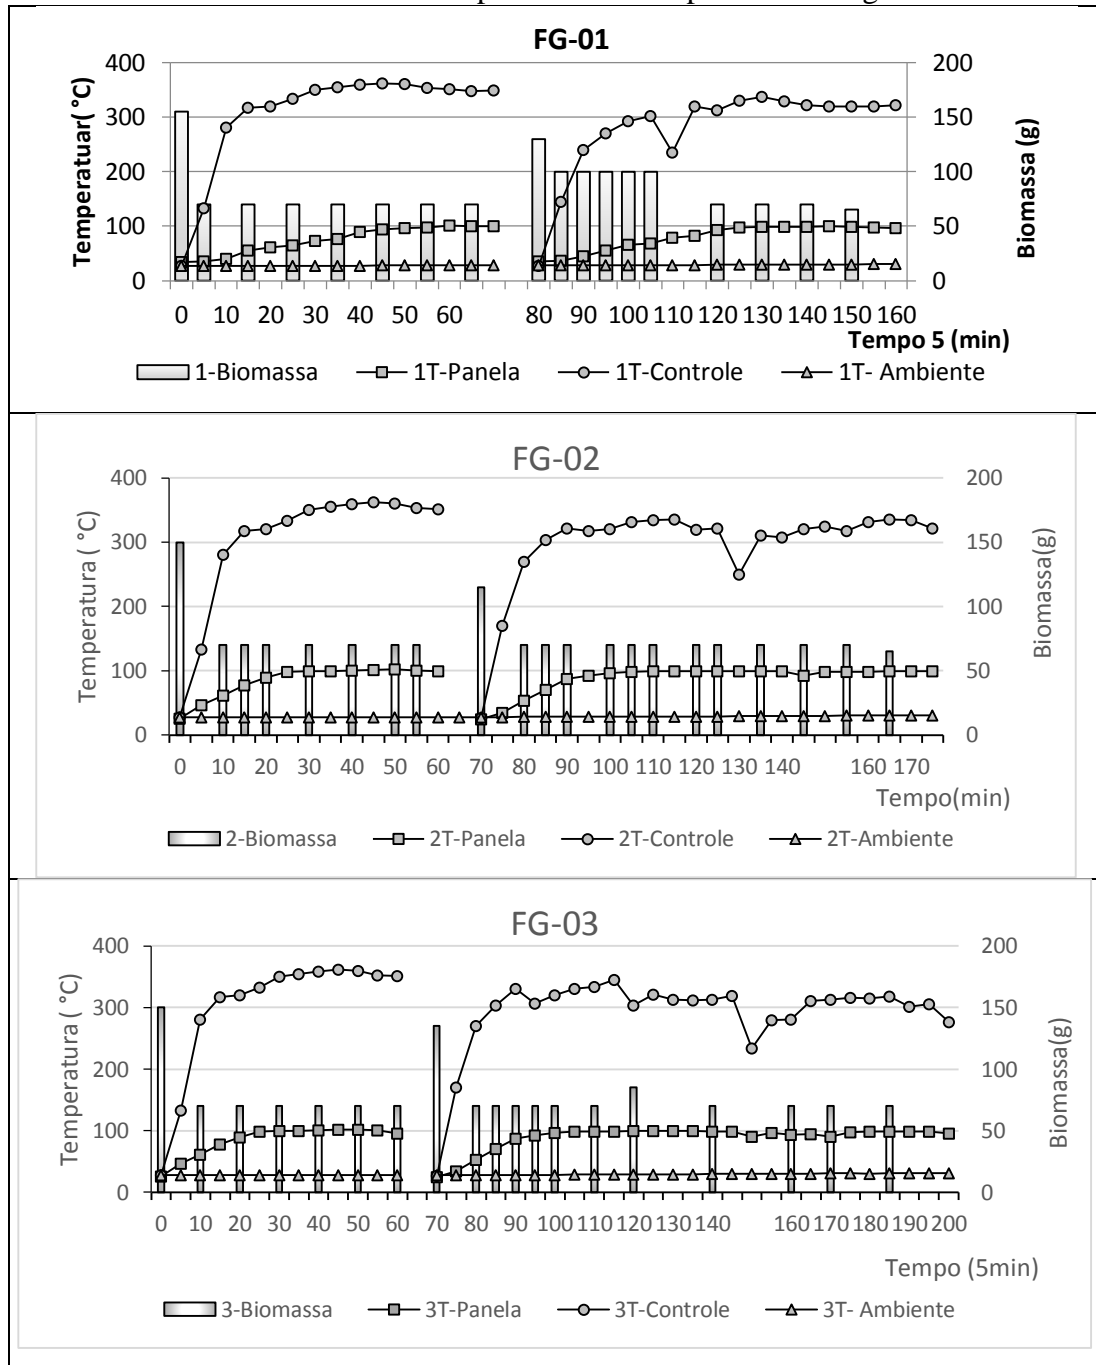 FG-01
Temperatuar( °C)
Biomassa (g)
400
300
200
100
0
200
150
100
50
0
0 10 20 30 40 50 60 80 90 100 110 120 130 140 150 160
Tempo 5 (min)
1-Biomassa 1T-Panela 1T-Controle 1T- Ambiente
FG-02
Temperatura ( °C)
Biomassa(g)
400
300
200
100
0
200
150
100
50
0
0 10 20 30 40 50 60 70 80 90 100 110 120 130 140 160 170
Tempo(min)
2-Biomassa 2T-Panela 2T-Controle 2T-Ambiente
FG-03
Temperatura ( °C)
Biomassa(g)
400
300
200
100
0
200
150
100
50
0
0 10 20 30 40 50 60 70 80 90 100 110 120 130 140 160 170 180 190 200
Tempo (5min)
3-Biomassa 3T-Panela 3T-Controle 3T- Ambiente